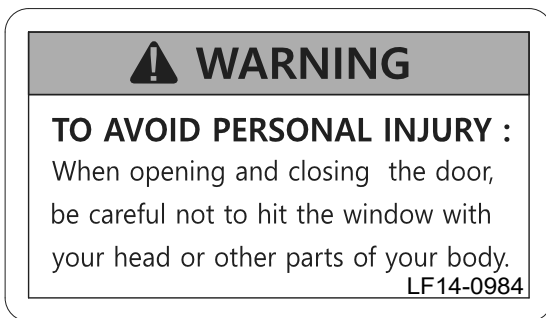 WARNING
TO AVOID PERSONAL INJURY :
When opening and closing the door,
be careful not to hit the window with
your head or other parts of your body.
LF14-0984